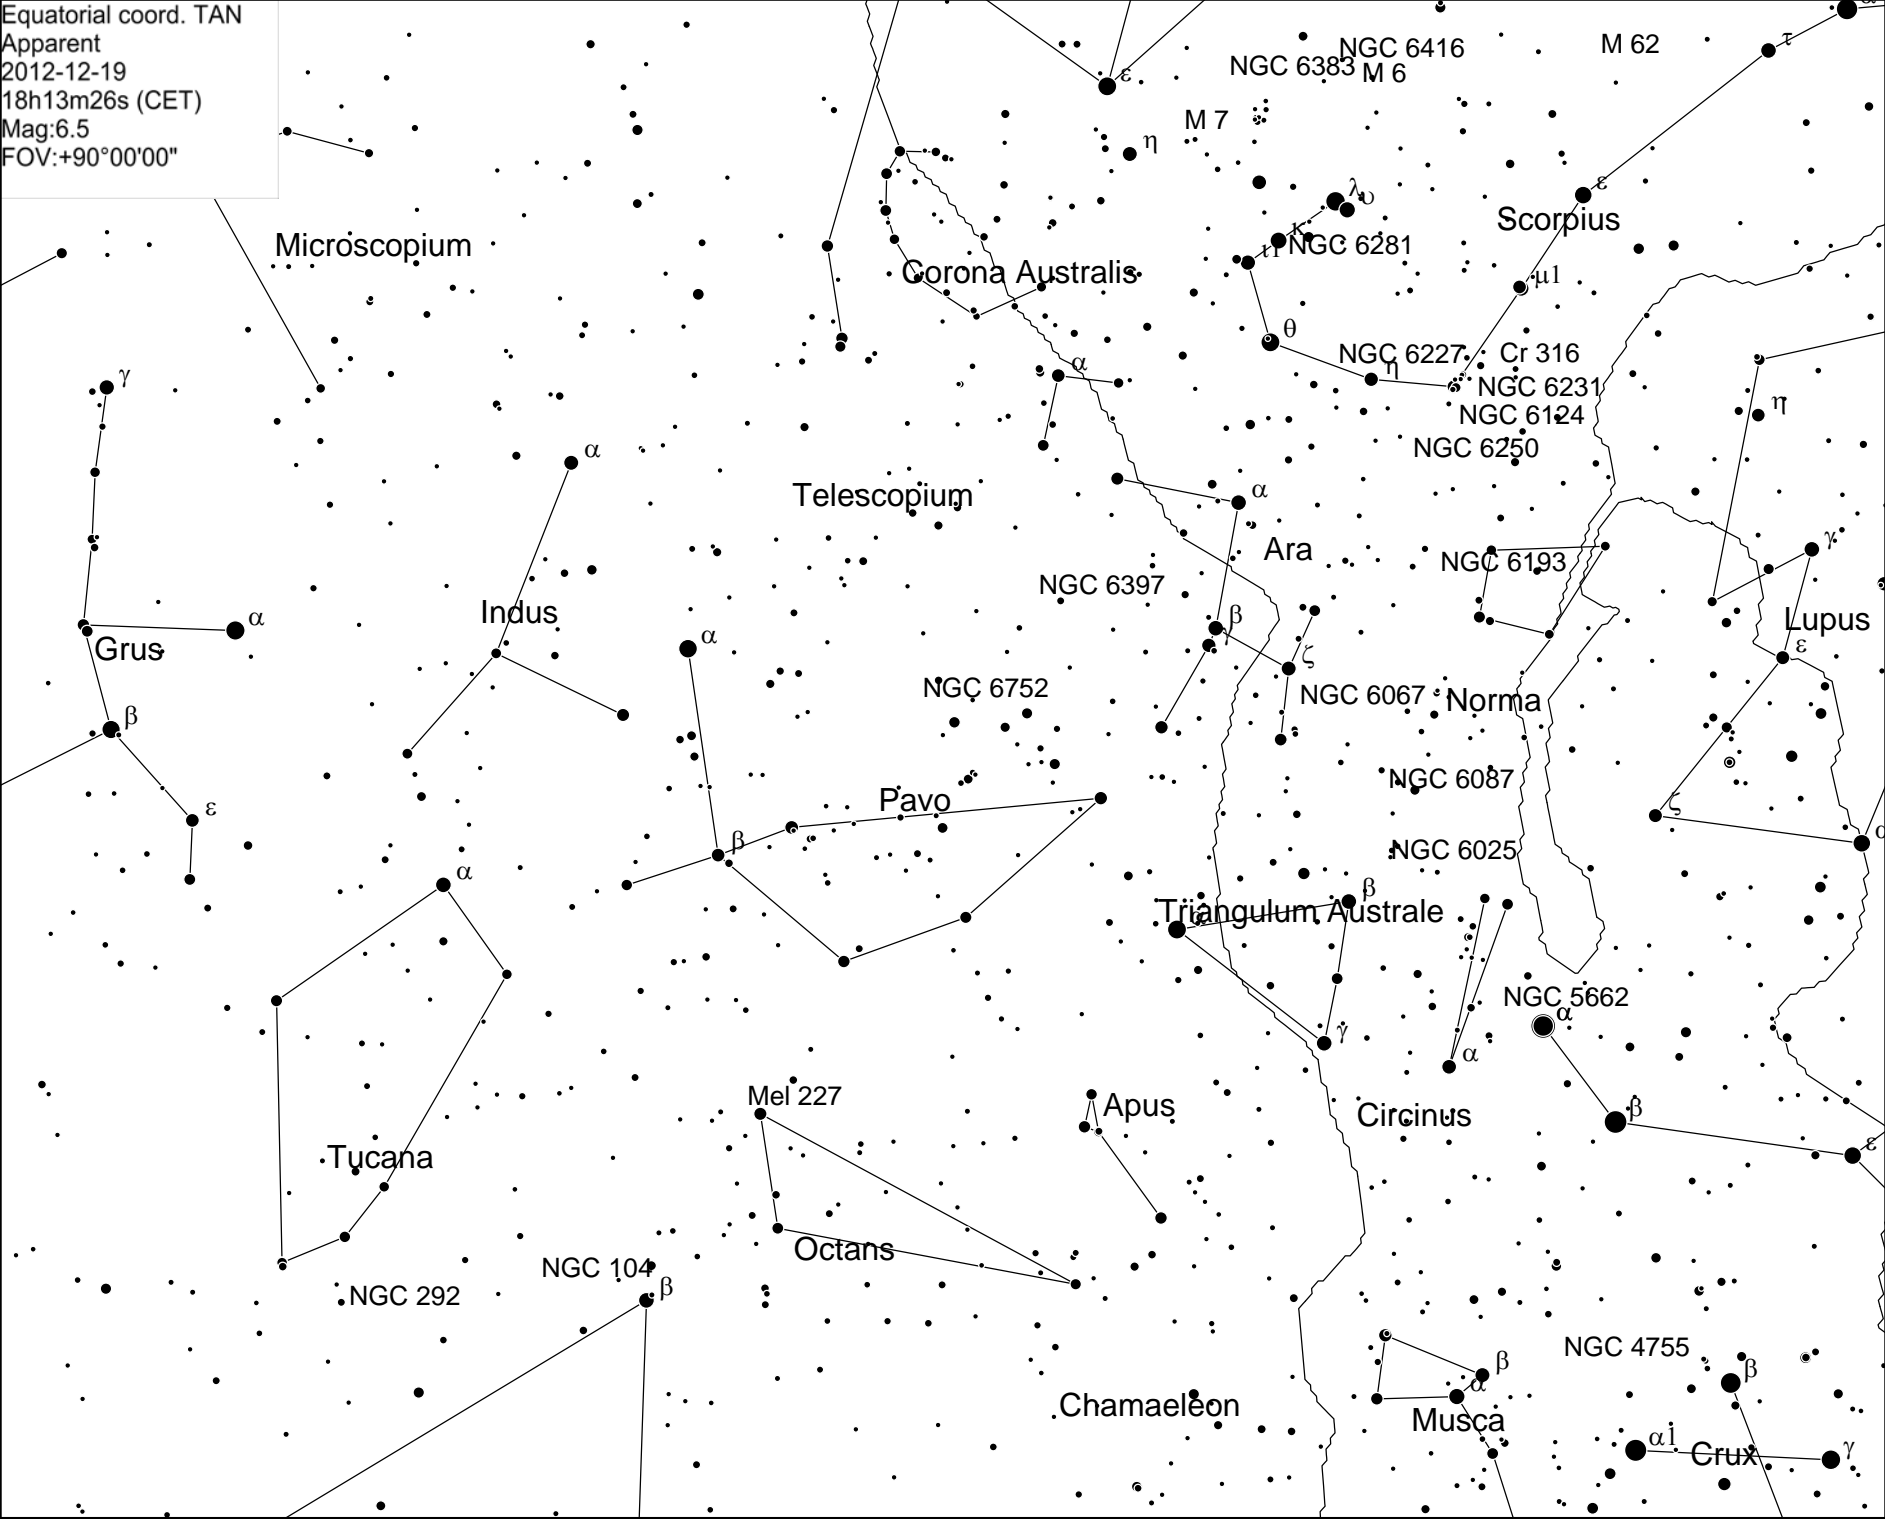 Equatorial coord. TAN
Apparent
2012-12-19
18h13m26s (CET)
Mag:6.5
FOV:+90°00'00"
NGC 6416
M 62
τ
NGC 6383
M 6
ε
M 7
η
λ
υ
ε
Scorpius
κ
ι1
NGC 6281
Microscopium
Corona Australis
μ1
θ
NGC 6227
Cr 316
η
α
γ
NGC 6231
η
NGC 6124
NGC 6250
α
Telescopium
α
Ara
γ
NGC 6193
NGC 6397
Indus
β
γ
Lupus
α
α
Grus
ζ
ε
NGC 6752
NGC 6067
Norma
β
NGC 6087
Pavo
ε
ζ
β
NGC 6025
α
α
β
Triangulum Australe
α
NGC 5662
α
γ
α
Mel 227
Apus
Circinus
β
ε
Tucana
Octans
NGC 104
β
NGC 292
NGC 4755
β
β
α
Chamaeleon
Musca
α1
Crux
γ